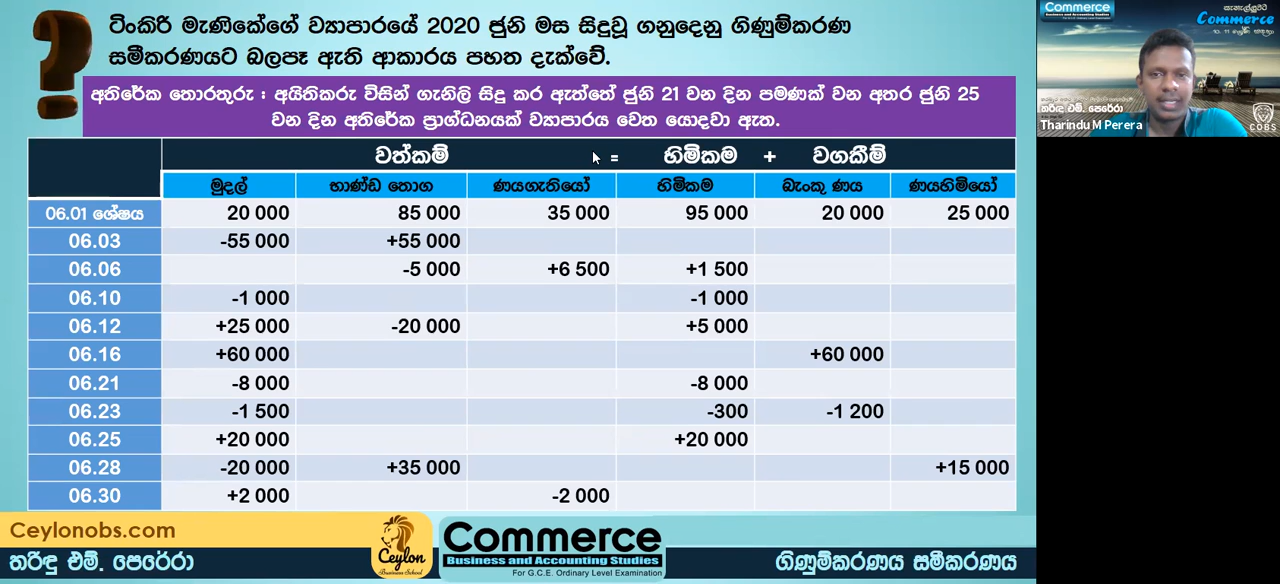 ටිංකිරි මැණිකේගේ ව්‍යාපාරයේ 2020 ජුනි මස සිදුවූ ගනුදෙනු ගිණුම්කරණ
සමීකරණයට බලපෑ ඇති ආකාරය පහත දැක්වේ.
අතිරේක තොරතුරු : අයිතිකරු විසින් ගැනිලි සිදු කර ඇත්තේ ජුනි 21 වන දින පමණක් වන අතර ජුනි 25
වන දින අතිරේක ප්‍රාග්ධනයක් ව්‍යාපාරය වෙත යොදවා ඇත.
වත්කම් = හිමිකම + වගකීම්
මුදල් භාණ්ඩ තොග ණයගැතියෝ හිමිකම බැංකු ණය ණයහිමියෝ
06.01 ශේෂය 20 000 85 000 35 000 95 000 20 000 25 000
06.03 -55 000 +55 000
06.06 -5 000 +6 500 +1 500
06.10 -1 000 -1 000
06.12 +25 000 -20 000 +5 000
06.16 +60 000 +60 000
06.21 -8 000 -8 000
06.23 -1 500 -300 -1 200
06.25 +20 000 +20 000
06.28 -20 000 +35 000 +15 000
06.30 +2 000 -2 000
Ceylonobs.com
තරිඳු එම්. පෙරේරා
Ceylon
Business School
Commerce
Business and Accounting Studies
For G.C.E. Ordinary Level Examination
ගිණුම්කරණය සමීකරණය
Commerce
Business and Accounting Studies
සැනැල්ලුවට
Commerce
තරිඳු එම්. පෙරේරා
Tharindu M Perera
COBS